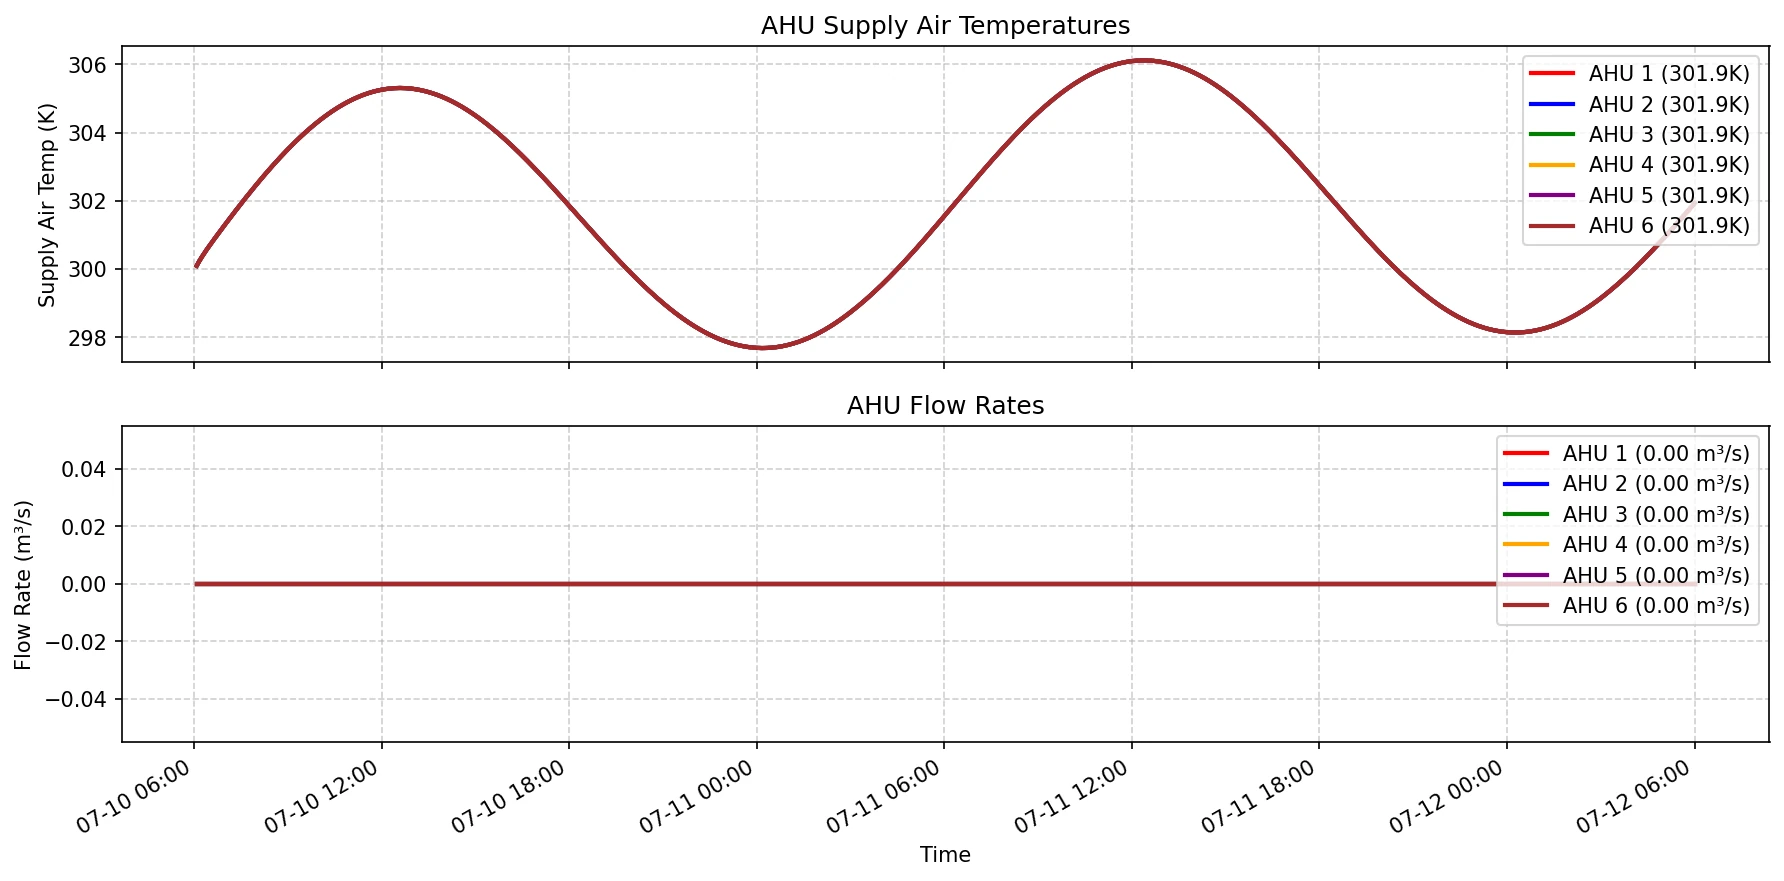 AHU Supply Air Temperatures
Supply Air Temp (K)
306
304
302
300
298
AHU 1 (301.9K)
AHU 2 (301.9K)
AHU 3 (301.9K)
AHU 4 (301.9K)
AHU 5 (301.9K)
AHU 6 (301.9K)
AHU Flow Rates
Flow Rate (m³/s)
0.04
0.02
0.00
−0.02
−0.04
AHU 1 (0.00 m³/s)
AHU 2 (0.00 m³/s)
AHU 3 (0.00 m³/s)
AHU 4 (0.00 m³/s)
AHU 5 (0.00 m³/s)
AHU 6 (0.00 m³/s)
07-10 06:00
07-10 12:00
07-10 18:00
07-11 00:00
07-11 06:00
07-11 12:00
07-11 18:00
07-12 00:00
07-12 06:00
Time